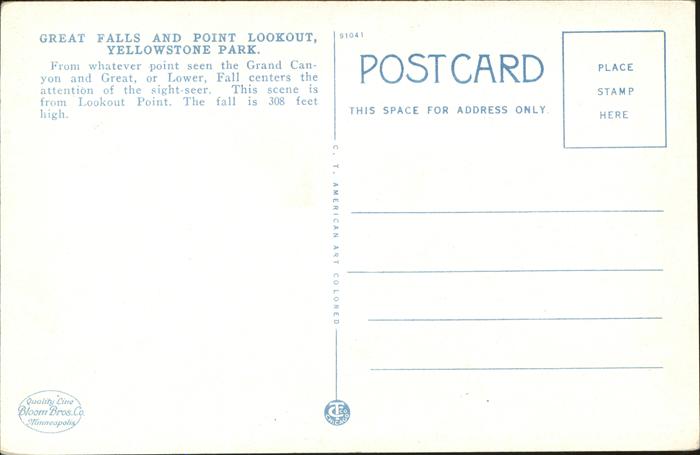 GREAT FALLS AND POINT LOOKOUT,
YELLOWSTONE PARK.
From whatever point seen the Grand Can-
yon and Great, or Lower, Fall centers the
attention of the sight-seer. This scene is
from Lookout Point. The fall is 308 feet
high.
Quality Line
Bloom Bros. Co.
Minneapolis
91041
C. T. AMERICAN ART COLORED
POST CARD
THIS SPACE FOR ADDRESS ONLY.
PLACE
STAMP
HERE